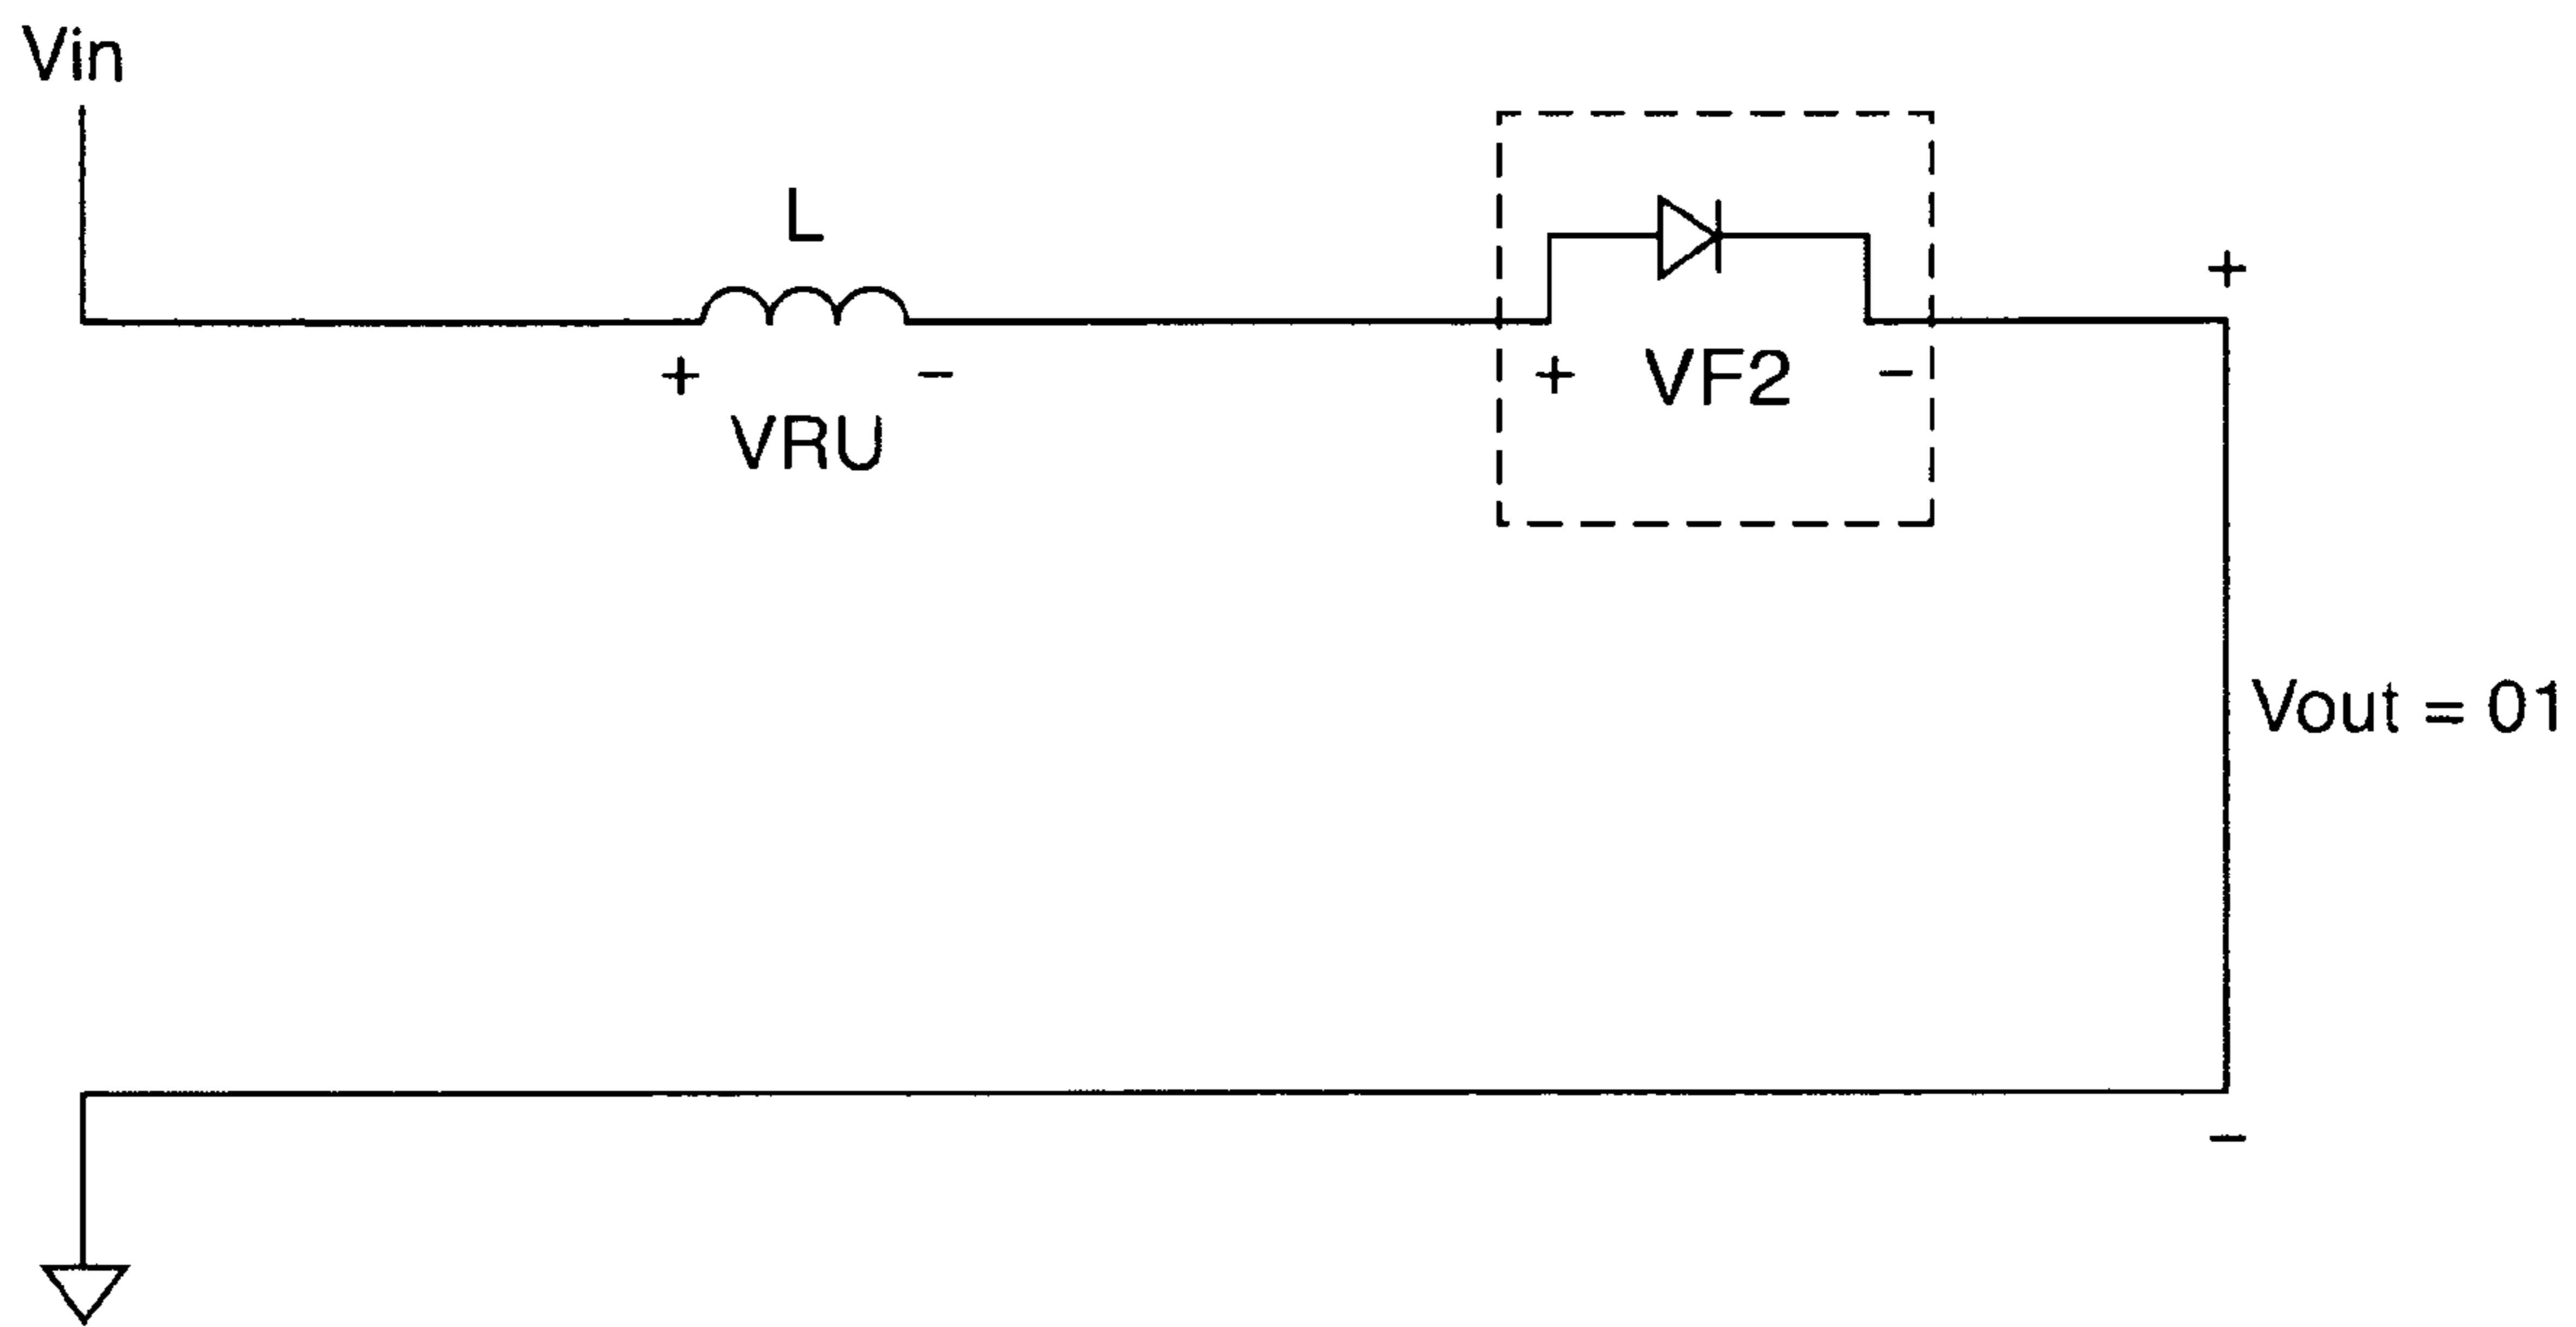 Vin
L
+ −
VRU
+ VF2 −
+
Vout = 01
−